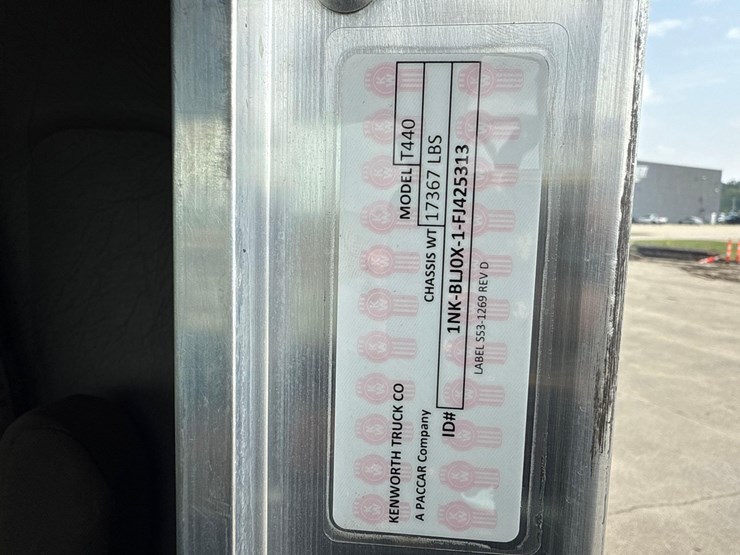 KENWORTH TRUCK CO MODEL T440
A PACCAR Company CHASSIS WT 17367 LBS
ID# 1NK-BLJ0X-1-FJ425313
LABEL S53-1269 REV D